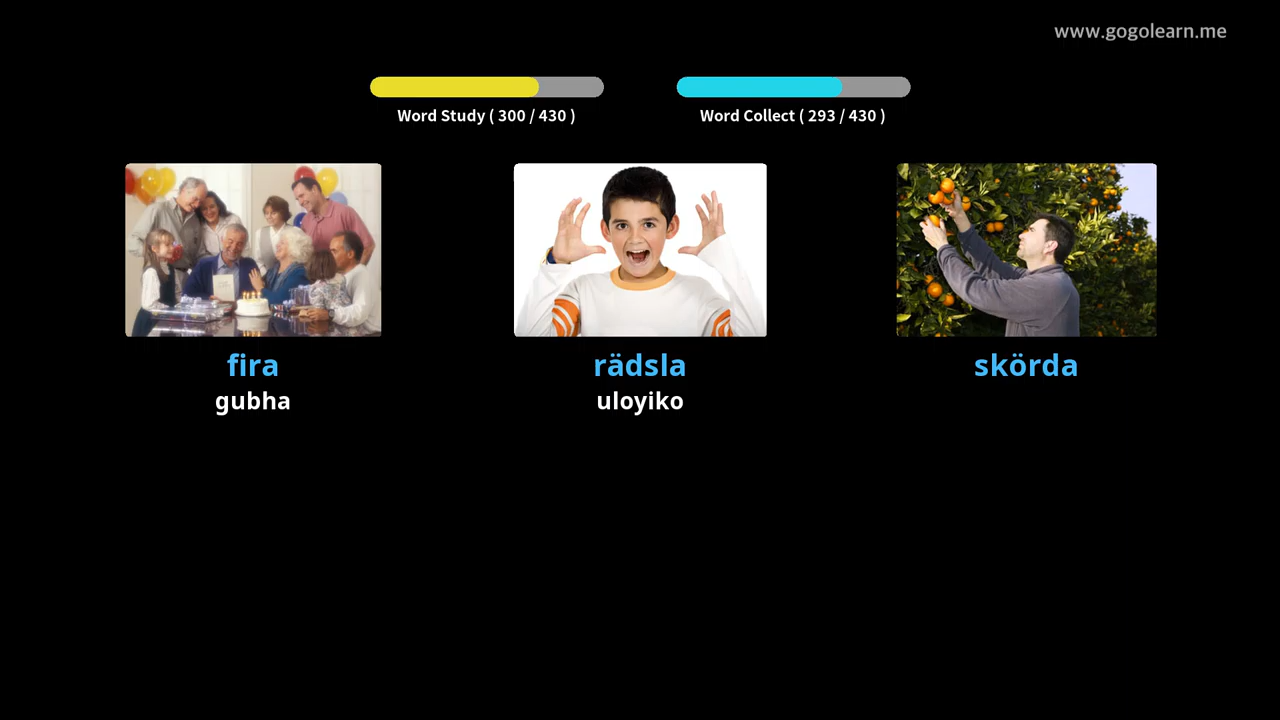 www.gogolearn.me
Word Study ( 300 / 430 )
Word Collect ( 293 / 430 )
fira
rädsla
skörda
gubha
uloyiko